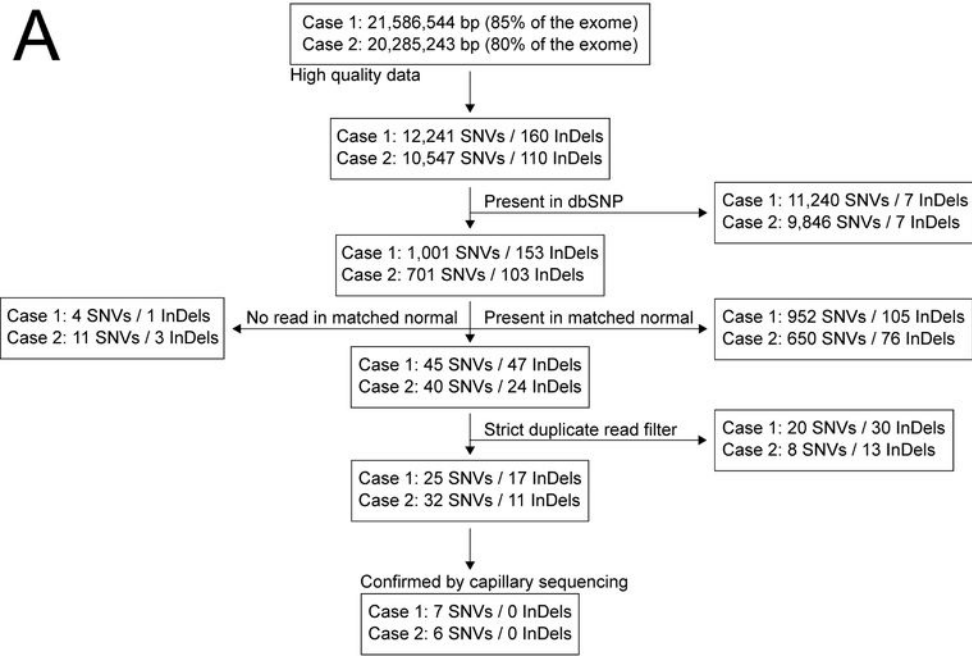 A
Case 1: 21,586,544 bp (85% of the exome)
Case 2: 20,285,243 bp (80% of the exome)
High quality data
Case 1: 12,241 SNVs / 160 InDels
Case 2: 10,547 SNVs / 110 InDels
Present in dbSNP
Case 1: 11,240 SNVs / 7 InDels
Case 2: 9,846 SNVs / 7 InDels
Case 1: 1,001 SNVs / 153 InDels
Case 2: 701 SNVs / 103 InDels
Case 1: 4 SNVs / 1 InDels
Case 2: 11 SNVs / 3 InDels
No read in matched normal
Present in matched normal
Case 1: 952 SNVs / 105 InDels
Case 2: 650 SNVs / 76 InDels
Case 1: 45 SNVs / 47 InDels
Case 2: 40 SNVs / 24 InDels
Strict duplicate read filter
Case 1: 20 SNVs / 30 InDels
Case 2: 8 SNVs / 13 InDels
Case 1: 25 SNVs / 17 InDels
Case 2: 32 SNVs / 11 InDels
Confirmed by capillary sequencing
Case 1: 7 SNVs / 0 InDels
Case 2: 6 SNVs / 0 InDels